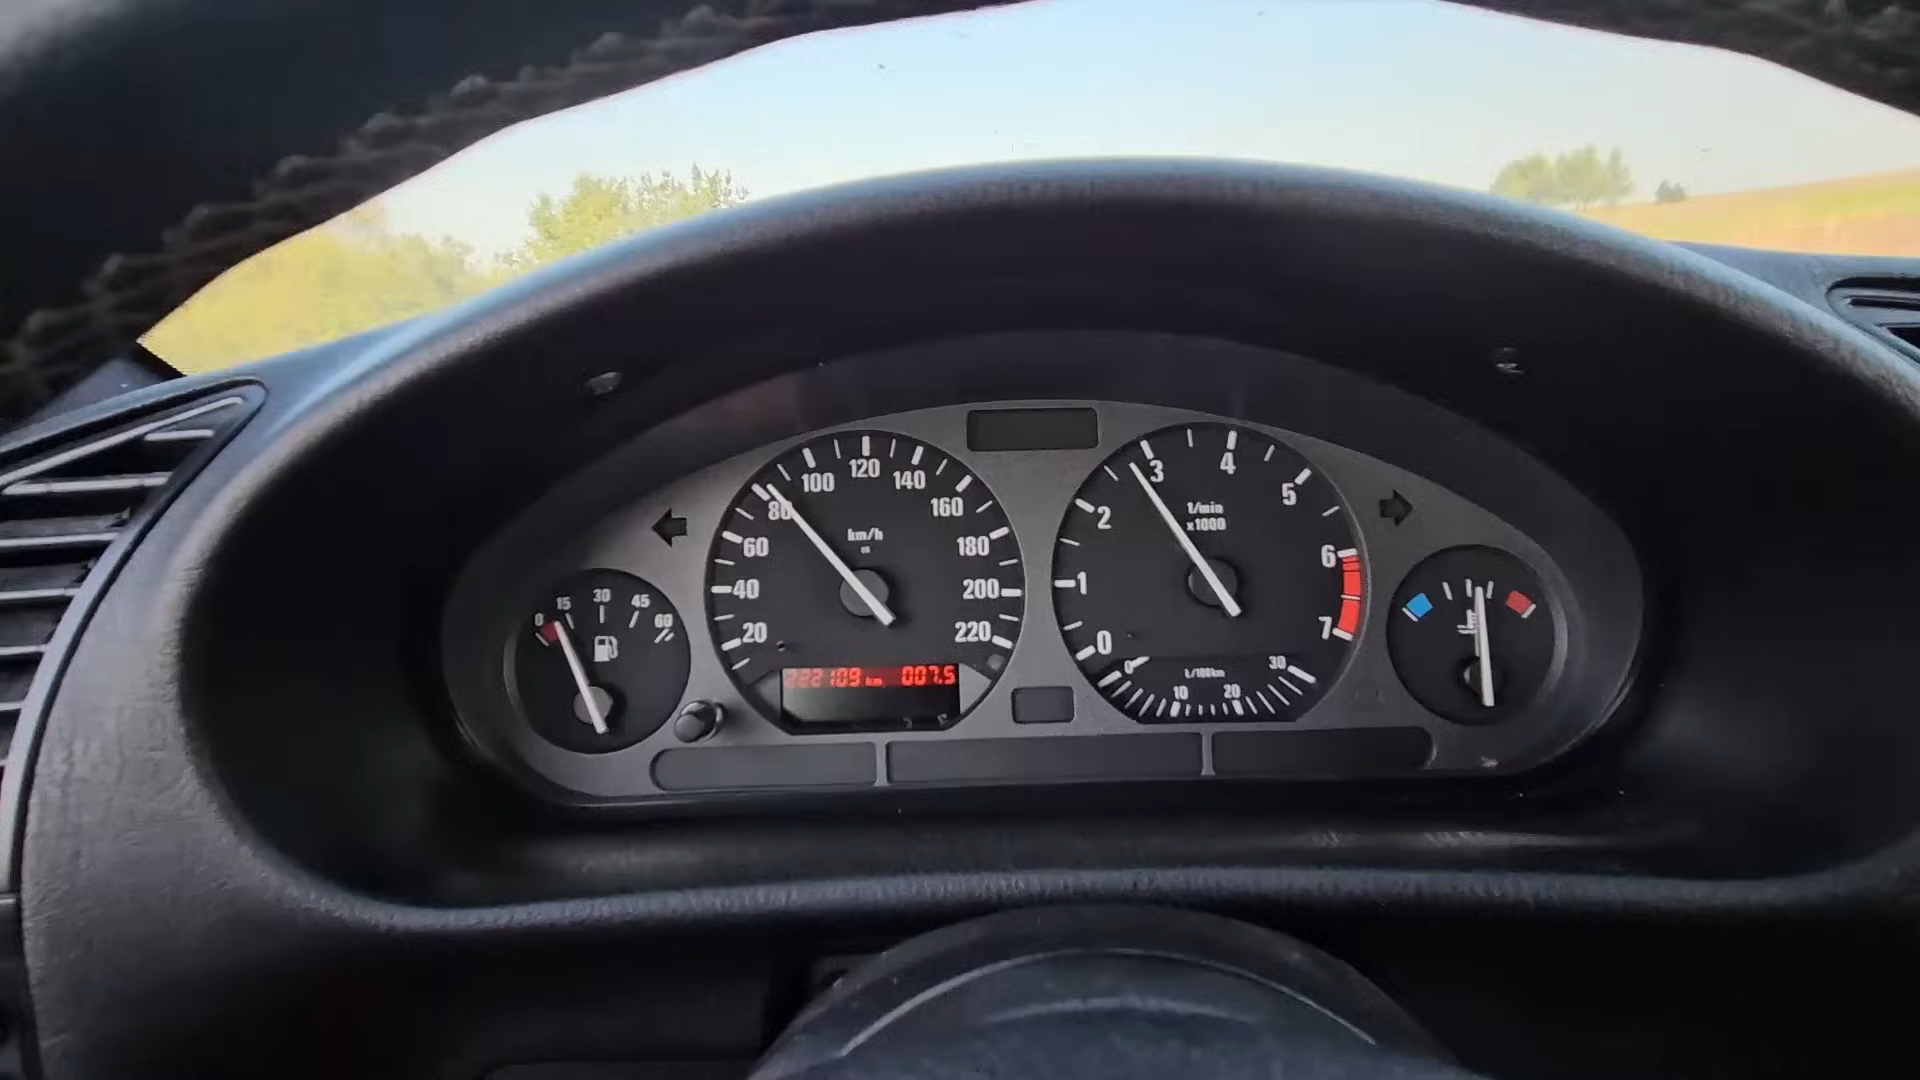 0 15 30 45 60
20 40 60 80 100 120 140 160 180 200 220
km/h
222109 km 007.5
0 1 2 3 4 5 6 7
1/min
x1000
0 10 20 30
L/100km